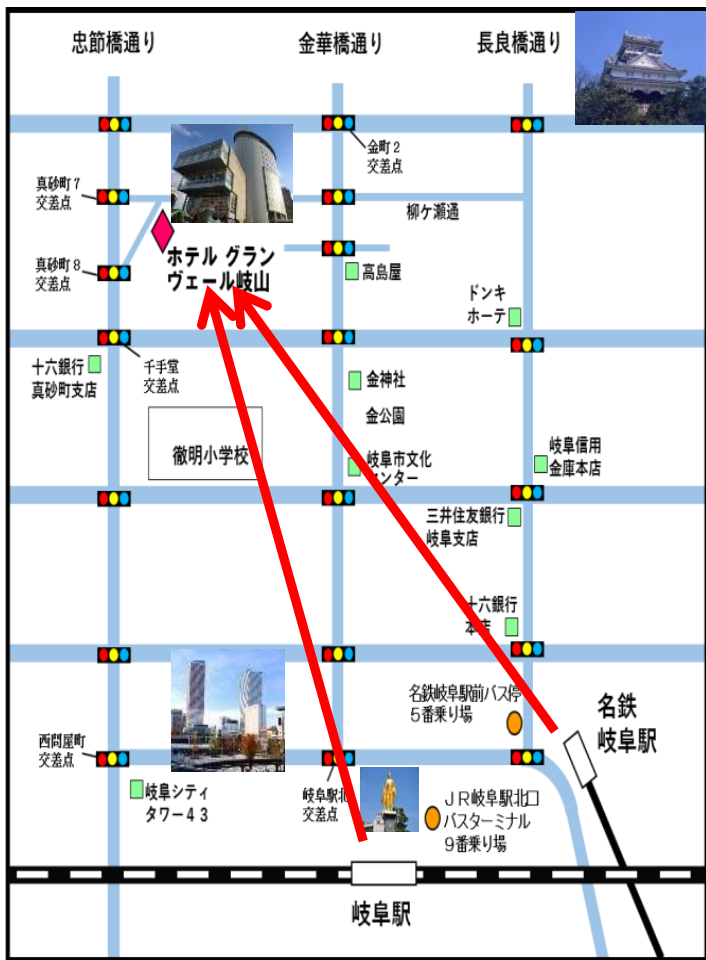 忠節橋通り
金華橋通り
長良橋通り
金町2
交差点
真砂町7
交差点
柳ケ瀬通
ホテル グラン
ヴェール岐山
真砂町8
交差点
高島屋
ドンキ
ホーテ
十六銀行
真砂町支店
千手堂
交差点
金神社
金公園
徹明小学校
岐阜市文化
センター
岐阜信用
金庫本店
三井住友銀行
岐阜支店
十六銀行
本店
名鉄岐阜駅前バス停
5番乗り場
名鉄
岐阜駅
西問屋町
交差点
岐阜シティ
タワー43
岐阜駅北
交差点
JR岐阜駅北口
バスターミナル
9番乗り場
岐阜駅